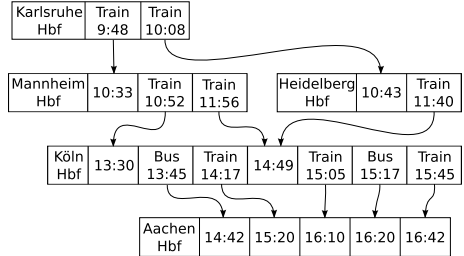 Karlsruhe Hbf
Train 9:48
Train 10:08
Mannheim Hbf
10:33
Train 10:52
Train 11:56
Heidelberg Hbf
10:43
Train 11:40
Köln Hbf
13:30
Bus 13:45
Train 14:17
14:49
Train 15:05
Bus 15:17
Train 15:45
Aachen Hbf
14:42
15:20
16:10
16:20
16:42